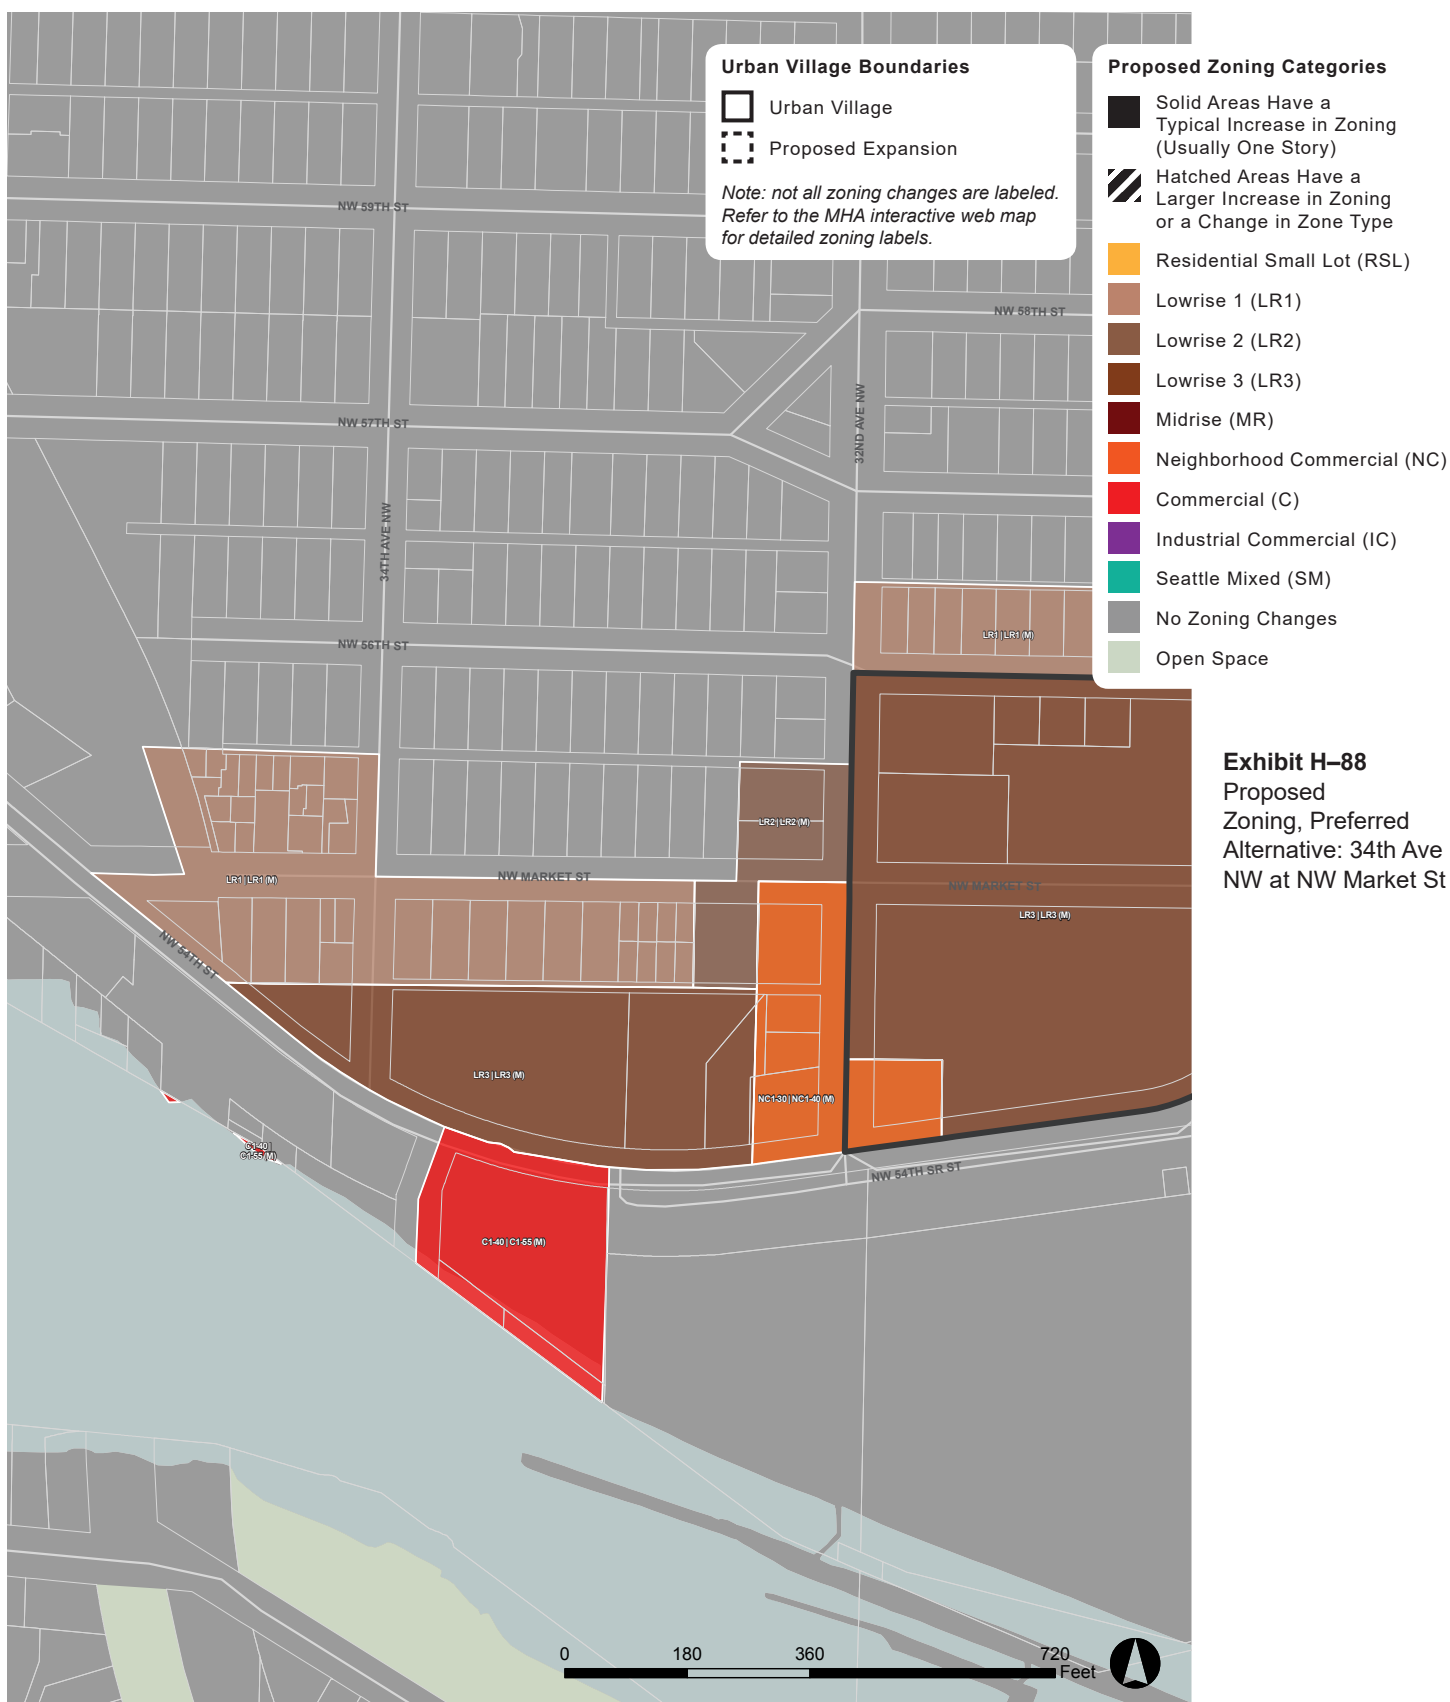 Urban Village Boundaries
Urban Village
Proposed Expansion
Note: not all zoning changes are labeled.
Refer to the MHA interactive web map
for detailed zoning labels.
Proposed Zoning Categories
Solid Areas Have a
Typical Increase in Zoning
(Usually One Story)
Hatched Areas Have a
Larger Increase in Zoning
or a Change in Zone Type
Residential Small Lot (RSL)
Lowrise 1 (LR1)
Lowrise 2 (LR2)
Lowrise 3 (LR3)
Midrise (MR)
Neighborhood Commercial (NC)
Commercial (C)
Industrial Commercial (IC)
Seattle Mixed (SM)
No Zoning Changes
Open Space
Exhibit H–88
Proposed
Zoning, Preferred
Alternative: 34th Ave
NW at NW Market St
NW 59TH ST
NW 58TH ST
NW 57TH ST
32ND AVE NW
34TH AVE NW
NW 56TH ST
LR1 | LR1 (M)
LR2 | LR2 (M)
LR1 | LR1 (M)
NW MARKET ST
NW MARKET ST
LR3 | LR3 (M)
NW 54TH ST
LR3 | LR3 (M)
NC1-30 | NC1-40 (M)
C1-40 |
C1-55 (M)
NW 54TH SR ST
C1-40 | C1-55 (M)
0 180 360 720
Feet